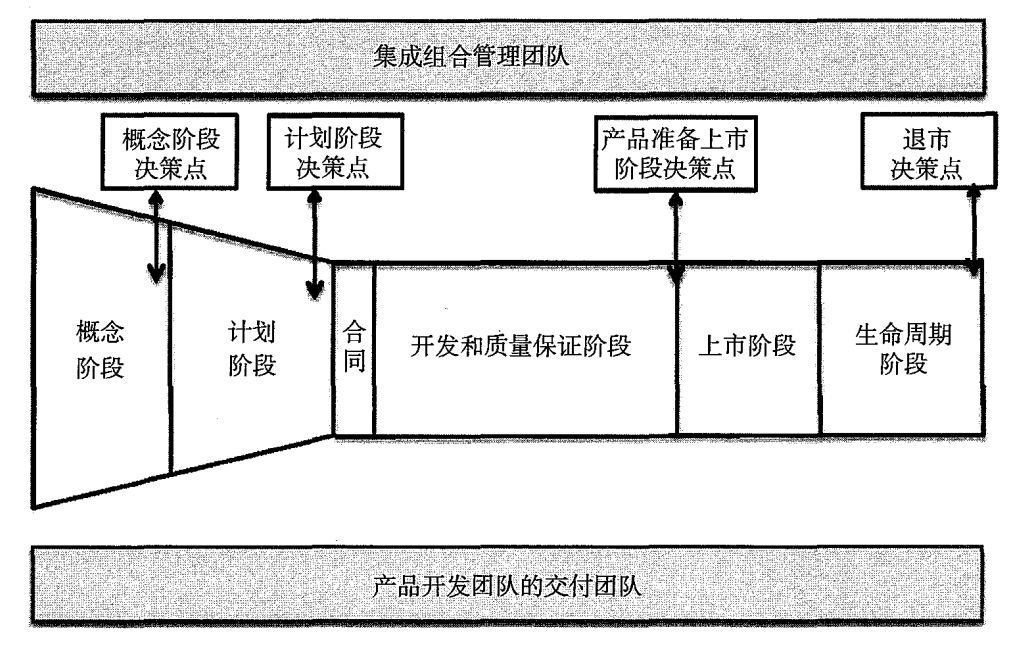 集成组合管理团队
概念阶段
决策点
计划阶段
决策点
产品准备上市
阶段决策点
退市
决策点
概念
阶段
计划
阶段
合
同
开发和质量保证阶段
上市阶段
生命周期
阶段
产品开发团队的交付团队